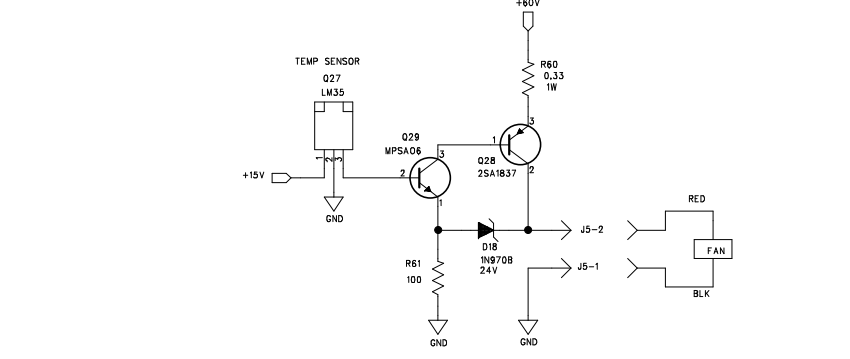 +60V
R60
0.33
1W
TEMP SENSOR
Q27
LM35
1
2
3
+15V
GND
Q29
MPSA06
3
2
1
3
1
Q28
2SA1837
2
D18
1N970B
24V
R61
100
GND
GND
J5-2
J5-1
RED
FAN
BLK